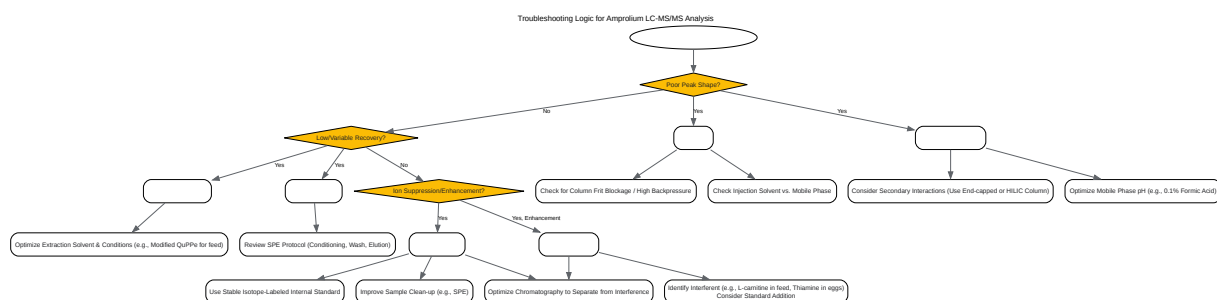 Troubleshooting Logic for Amprolium LC-MS/MS Analysis
Poor Peak Shape?
No
Yes
Yes
Low/Variable Recovery?
Yes
Yes
No
Ion Suppression/Enhancement?
Check for Column Frit Blockage / High Backpressure
Check Injection Solvent vs. Mobile Phase
Consider Secondary Interactions (Use End-capped or HILIC Column)
Optimize Mobile Phase pH (e.g., 0.1% Formic Acid)
Yes
Yes, Enhancement
Optimize Extraction Solvent & Conditions (e.g., Modified QuPPe for feed)
Review SPE Protocol (Conditioning, Wash, Elution)
Use Stable Isotope-Labeled Internal Standard
Improve Sample Clean-up (e.g., SPE)
Optimize Chromatography to Separate from Interference
Identify Interferent (e.g., L-carnitine in feed, Thiamine in eggs)
Consider Standard Addition